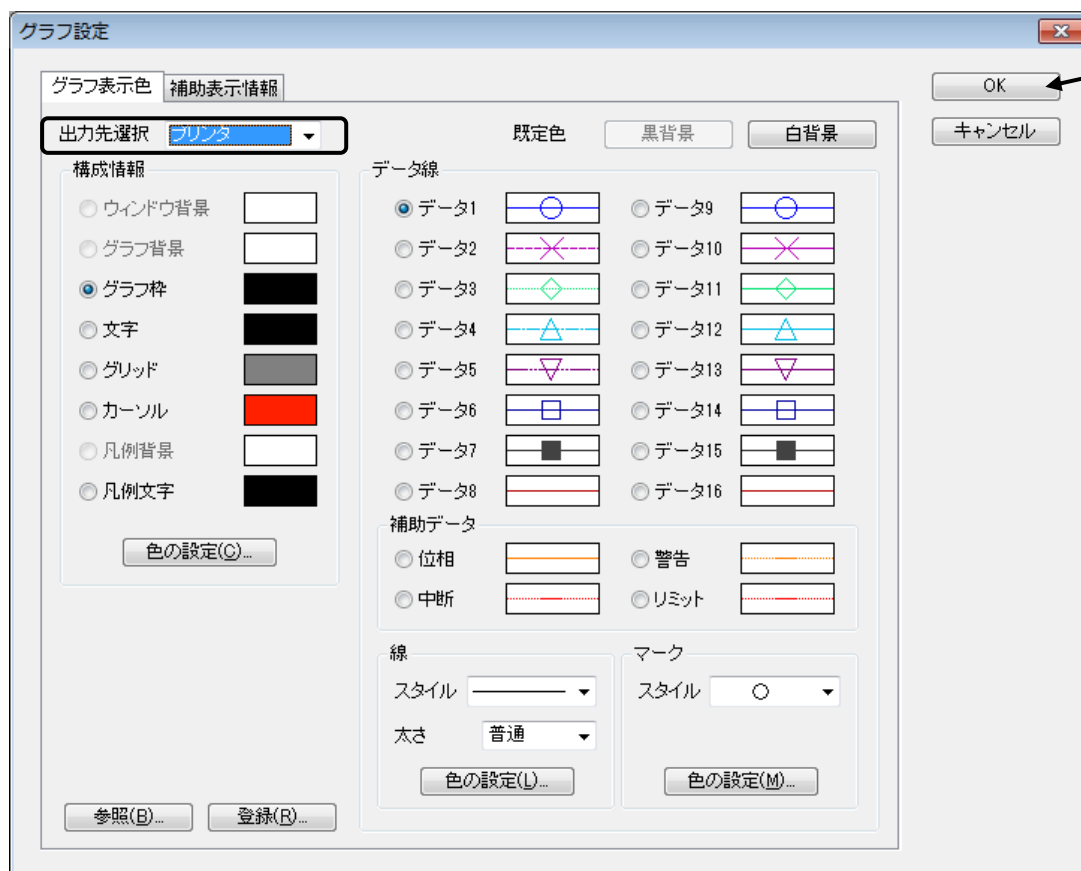 グラフ設定
グラフ表示色 補助表示情報
OK
キャンセル
出力先選択 プリンタ 既定色 黒背景 白背景
構成情報
ウィンドウ背景
グラフ背景
グラフ枠
文字
グリッド
カーソル
凡例背景
凡例文字
色の設定(C)...
データ線
データ1 データ9
データ2 データ10
データ3 データ11
データ4 データ12
データ5 データ13
データ6 データ14
データ7 データ15
データ8 データ16
補助データ
位相 警告
中断 リミット
線
スタイル
太さ 普通
色の設定(L)...
マーク
スタイル
色の設定(M)...
参照(B)... 登録(R)...